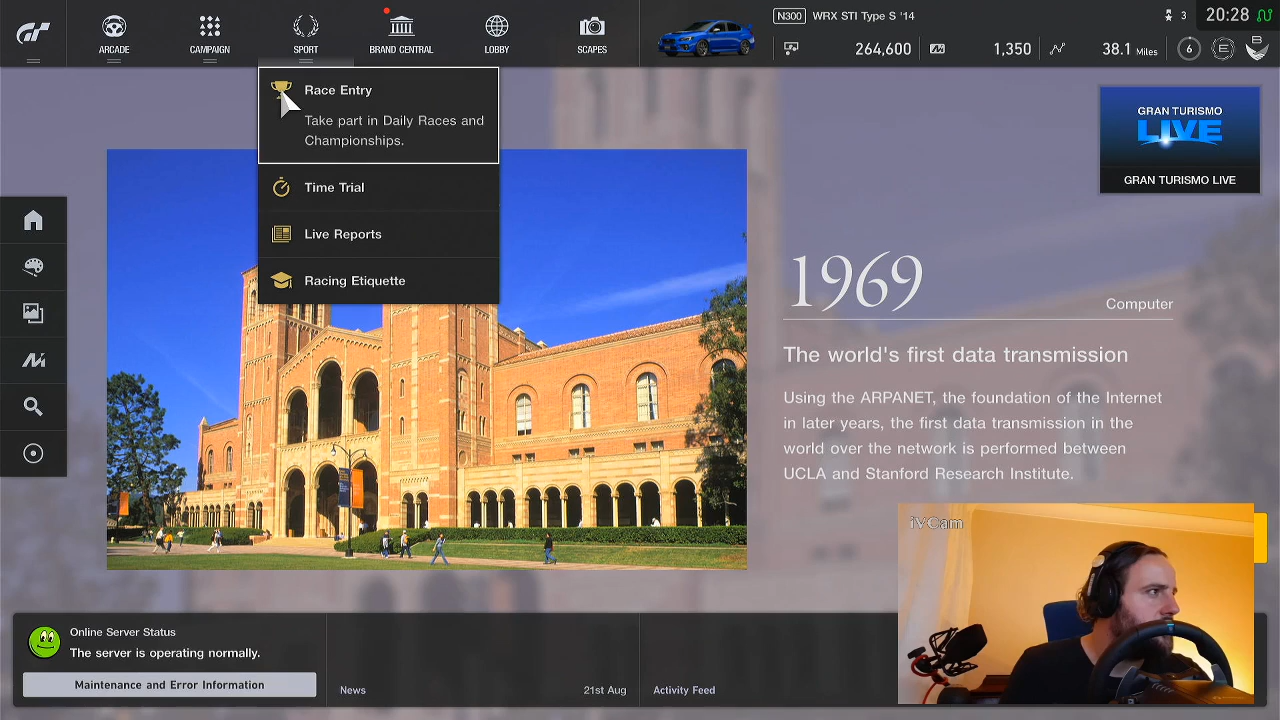 GT
ARCADE
CAMPAIGN
SPORT
BRAND CENTRAL
LOBBY
SCAPES
N300 WRX STI Type S '14
3
20:28
264,600
1,350
38.1 Miles
6
E
B
Race Entry
Take part in Daily Races and
Championships.
Time Trial
Live Reports
Racing Etiquette
GRAN TURISMO
LIVE
GRAN TURISMO LIVE
1969
Computer
The world's first data transmission
Using the ARPANET, the foundation of the Internet
in later years, the first data transmission in the
world over the network is performed between
UCLA and Stanford Research Institute.
iVCam
Online Server Status
The server is operating normally.
Maintenance and Error Information
News
21st Aug
Activity Feed